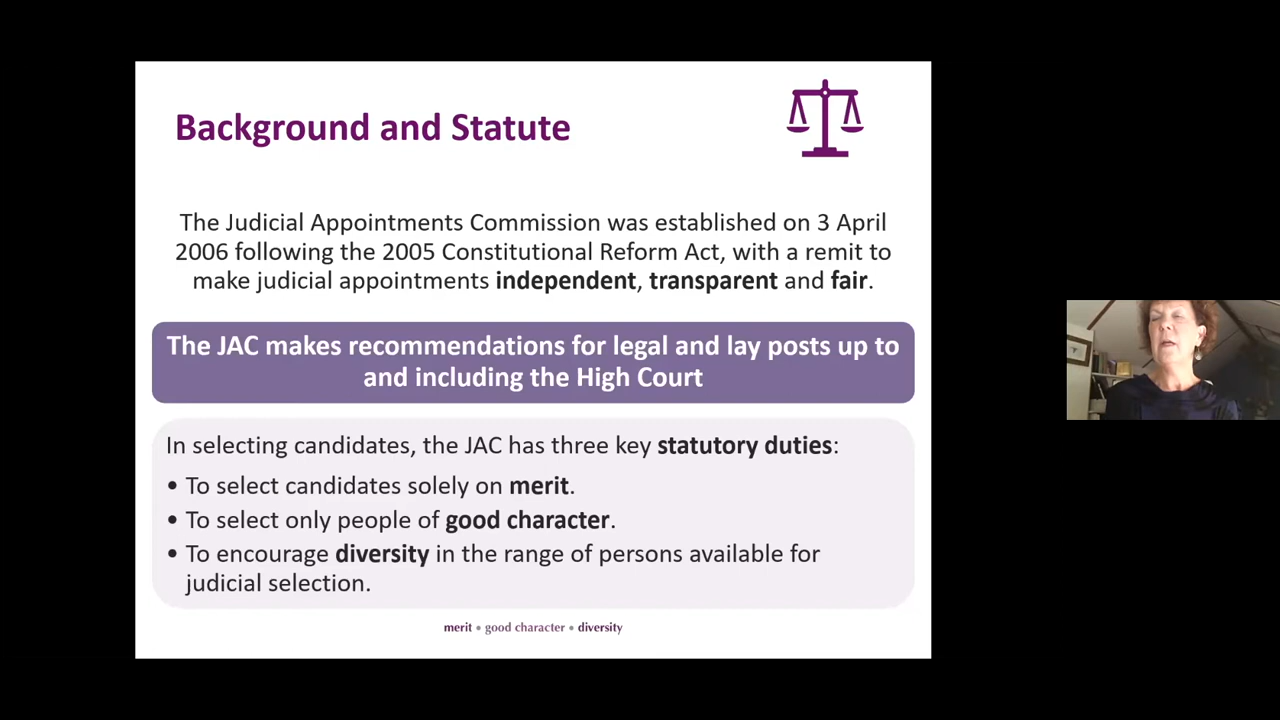 Background and Statute
The Judicial Appointments Commission was established on 3 April
2006 following the 2005 Constitutional Reform Act, with a remit to
make judicial appointments independent, transparent and fair.
The JAC makes recommendations for legal and lay posts up to
and including the High Court
In selecting candidates, the JAC has three key statutory duties:
• To select candidates solely on merit.
• To select only people of good character.
• To encourage diversity in the range of persons available for
judicial selection.
merit • good character • diversity